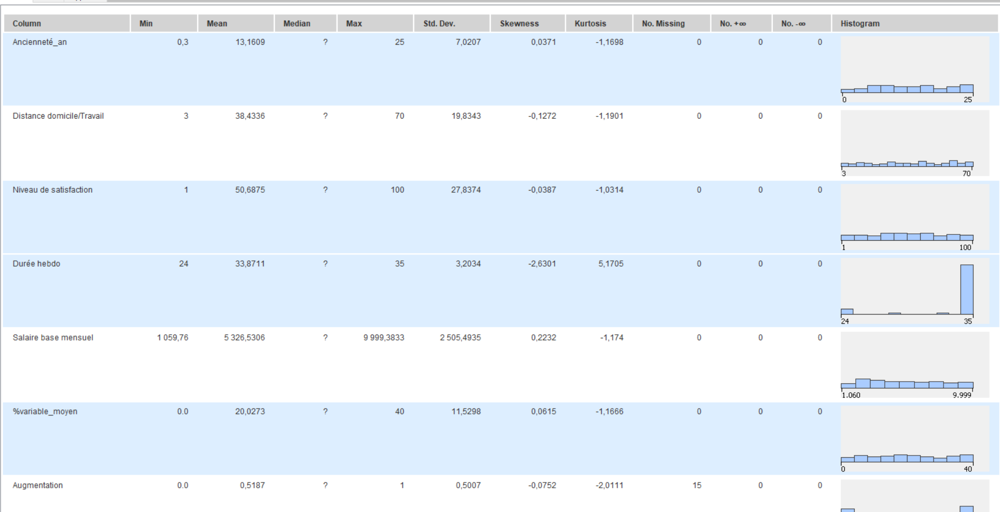 Column Min Mean Median Max Std. Dev. Skewness Kurtosis No. Missing No. +∞ No. -∞ Histogram
Ancienneté_an 0,3 13,1609 ? 25 7,0207 0,0371 -1,1698 0 0 0
0 25
Distance domicile/Travail 3 38,4336 ? 70 19,8343 -0,1272 -1,1901 0 0 0
3 70
Niveau de satisfaction 1 50,6875 ? 100 27,8374 -0,0387 -1,0314 0 0 0
1 100
Durée hebdo 24 33,8711 ? 35 3,2034 -2,6301 5,1705 0 0 0
24 35
Salaire base mensuel 1 059,76 5 326,5306 ? 9 999,3833 2 505,4935 0,2232 -1,174 0 0 0
1.060 9.999
%variable_moyen 0.0 20,0273 ? 40 11,5298 0,0615 -1,1666 0 0 0
0 40
Augmentation 0.0 0,5187 ? 1 0,5007 -0,0752 -2,0111 15 0 0